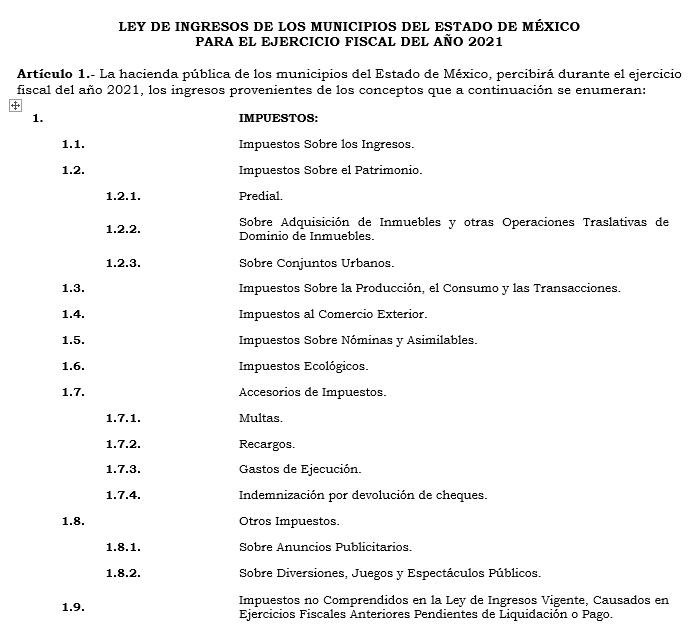 LEY DE INGRESOS DE LOS MUNICIPIOS DEL ESTADO DE MÉXICO
PARA EL EJERCICIO FISCAL DEL AÑO 2021
Artículo 1.- La hacienda pública de los municipios del Estado de México, percibirá durante el ejercicio
fiscal del año 2021, los ingresos provenientes de los conceptos que a continuación se enumeran:
1. IMPUESTOS:
1.1. Impuestos Sobre los Ingresos.
1.2. Impuestos Sobre el Patrimonio.
1.2.1. Predial.
1.2.2. Sobre Adquisición de Inmuebles y otras Operaciones Traslativas de
Dominio de Inmuebles.
1.2.3. Sobre Conjuntos Urbanos.
1.3. Impuestos Sobre la Producción, el Consumo y las Transacciones.
1.4. Impuestos al Comercio Exterior.
1.5. Impuestos Sobre Nóminas y Asimilables.
1.6. Impuestos Ecológicos.
1.7. Accesorios de Impuestos.
1.7.1. Multas.
1.7.2. Recargos.
1.7.3. Gastos de Ejecución.
1.7.4. Indemnización por devolución de cheques.
1.8. Otros Impuestos.
1.8.1. Sobre Anuncios Publicitarios.
1.8.2. Sobre Diversiones, Juegos y Espectáculos Públicos.
1.9. Impuestos no Comprendidos en la Ley de Ingresos Vigente, Causados en
Ejercicios Fiscales Anteriores Pendientes de Liquidación o Pago.